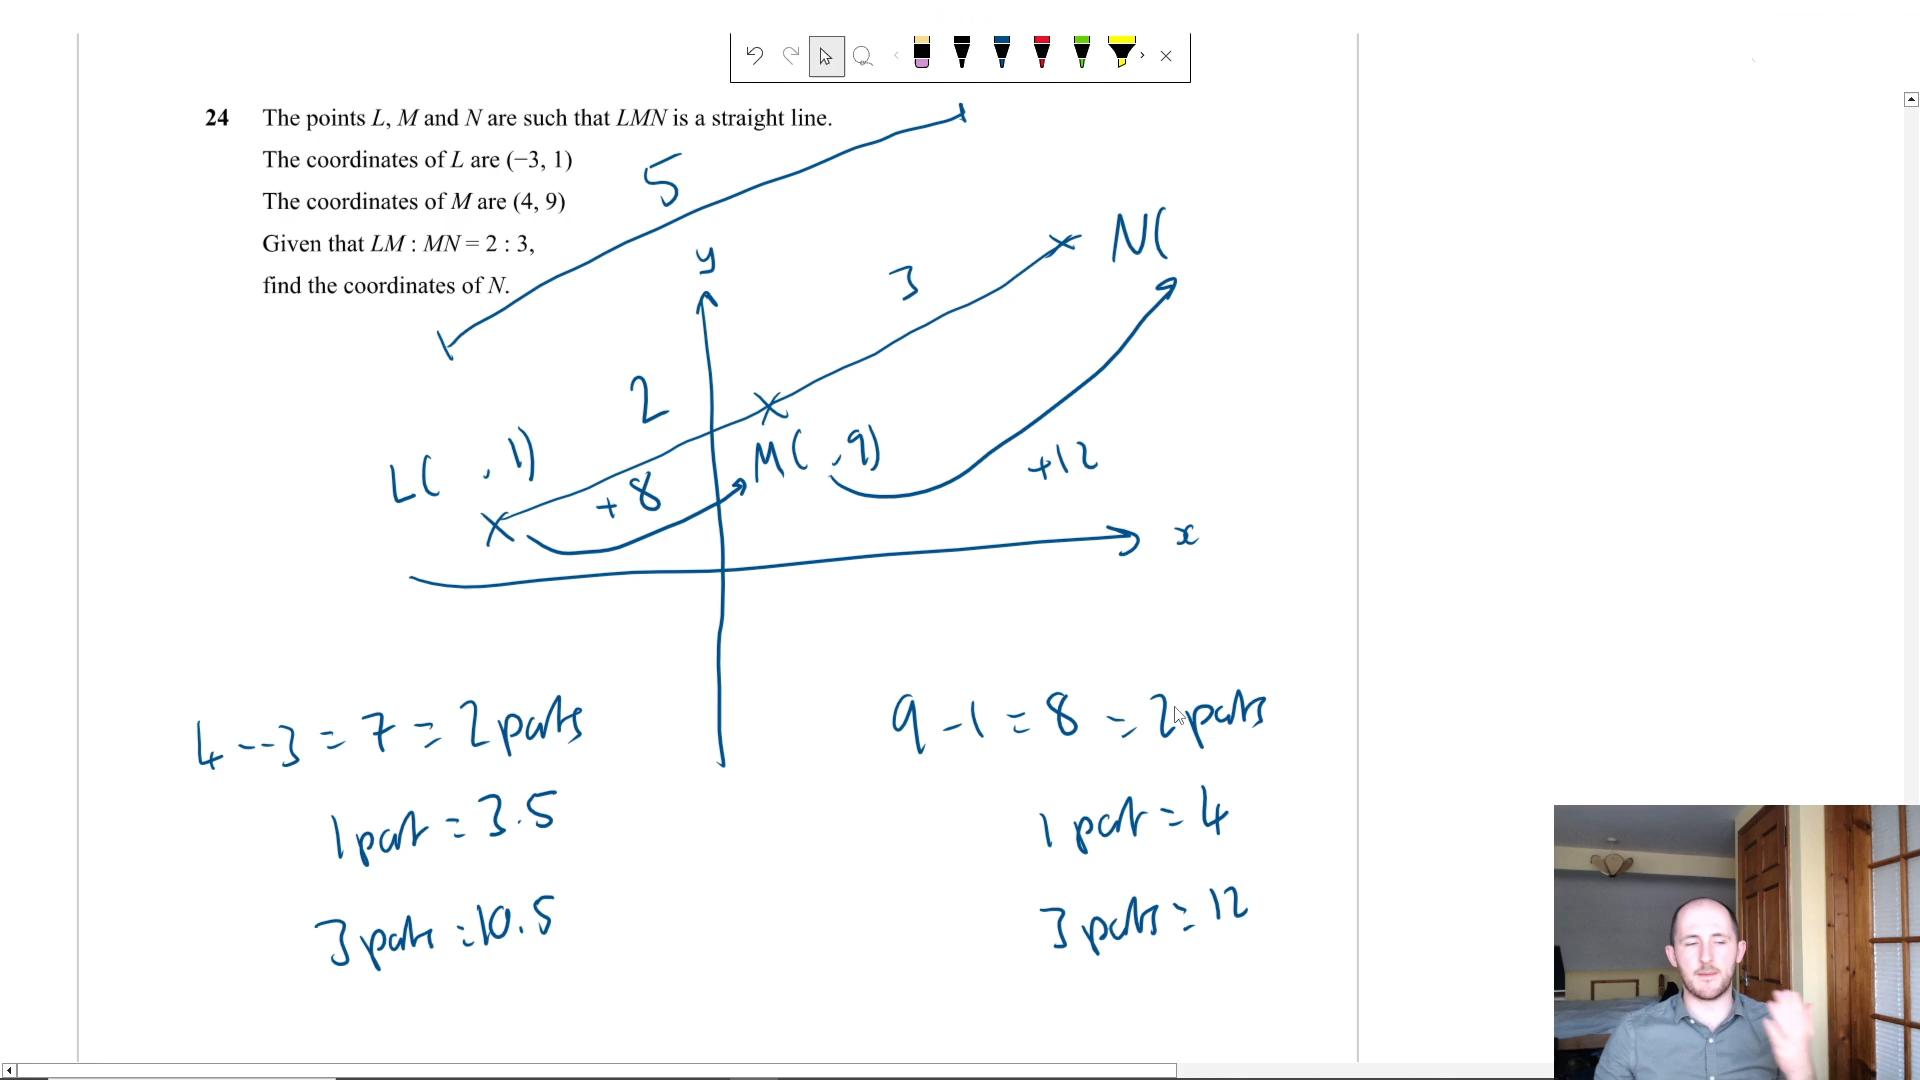 24 The points L, M and N are such that LMN is a straight line.
The coordinates of L are (−3, 1)
The coordinates of M are (4, 9)
Given that LM : MN = 2 : 3,
find the coordinates of N.
5
y
N(
3
2
L( , 1)
M( , 9)
+8
+12
x
4 - -3 = 7 = 2 parts
1 part = 3.5
3 parts = 10.5
9 - 1 = 8 = 2 parts
1 part = 4
3 parts = 12